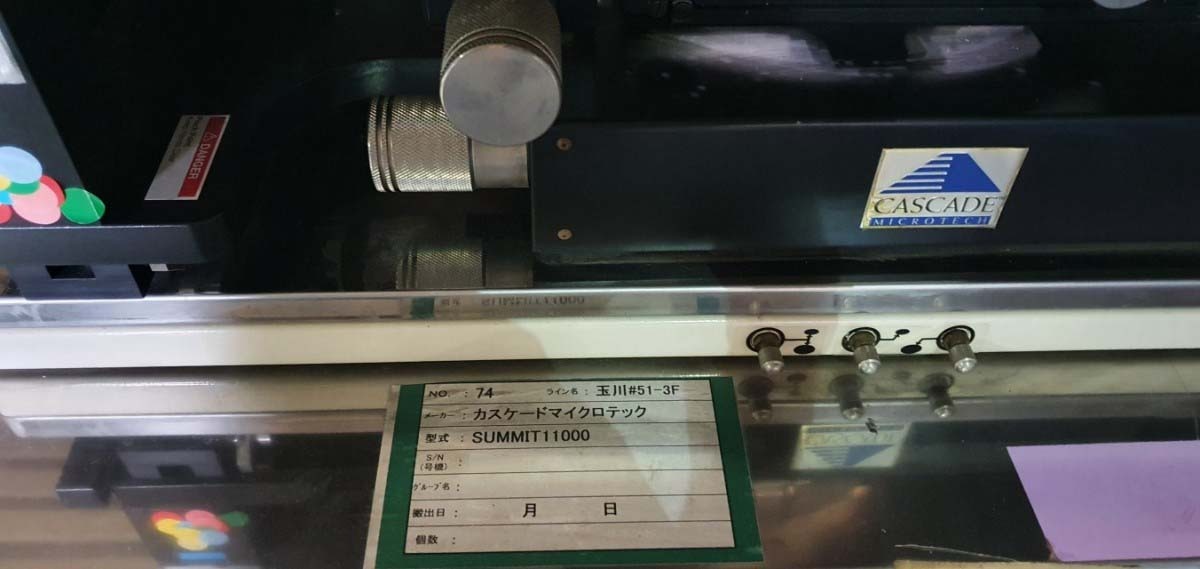 ⚠ DANGER
CASCADE
MICROTECH
NO. : 74 ライン名 : 玉川#51-3F
メーカー : カスケードマイクロテック
型式 : SUMMIT11000
S/N
(号機) :
グループ名 :
搬出日 : 月 日
個数 :